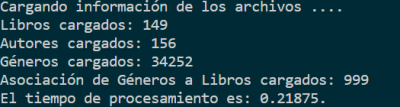 Cargando información de los archivos ....
Libros cargados: 149
Autores cargados: 156
Géneros cargados: 34252
Asociación de Géneros a Libros cargados: 999
El tiempo de procesamiento es: 0.21875.